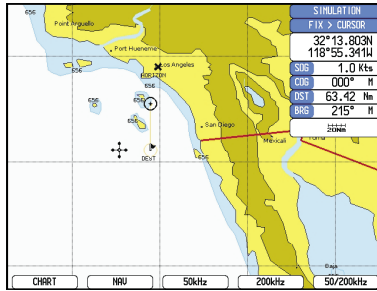 656
Point Arguello
SIMULATION
FIX > CURSOR
32°13.803N
118°55.341W
SOG 1.0 Kts
COG 000° M
DST 63.42 Nm
BRG 215° M
20Nm
Port Hueneme
Los Angeles
656
HORIZON
656
656
656
656
San Diego
Mexicali
Yuma
DEST
656
Baja
CHART
NAV
50kHz
200kHz
50/200kHz